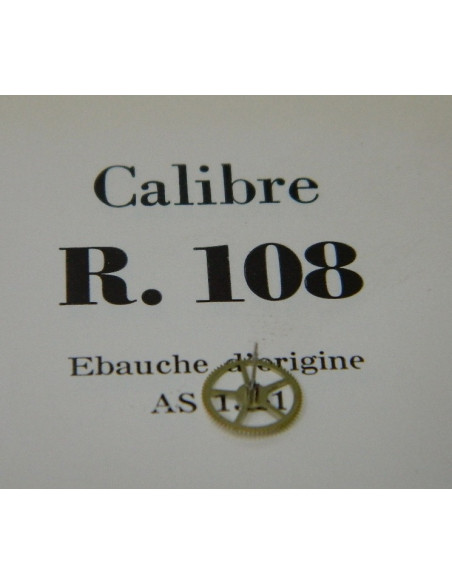 Calibre
R. 108
Ebauche d'origine
AS